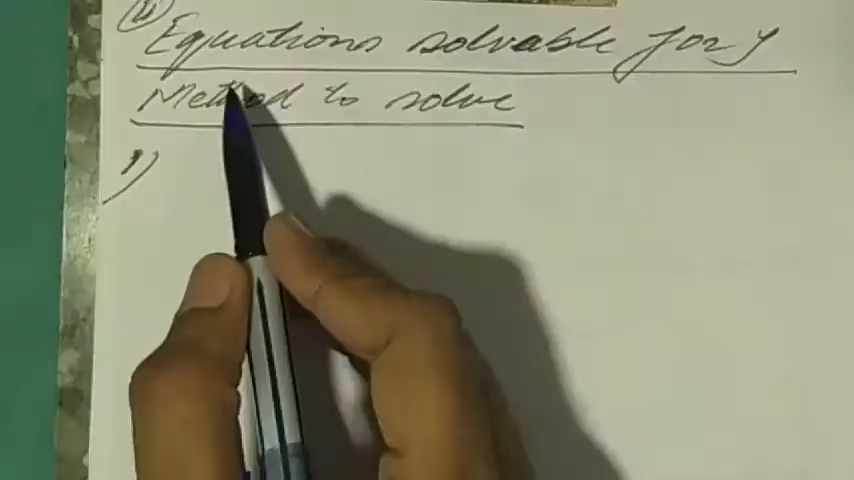 (ii)
Equations solvable for y
Method to solve
1)